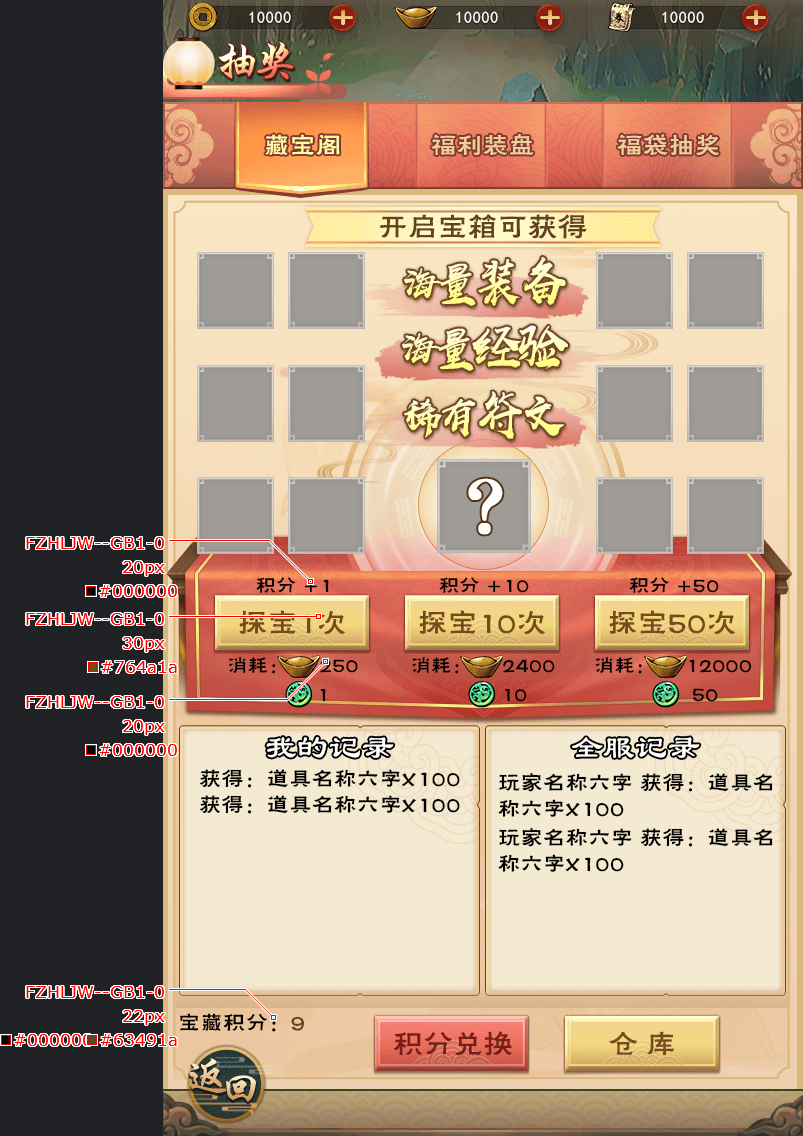 10000 10000 10000
抽奖
藏宝阁 福利装盘 福袋抽奖
开启宝箱可获得
海量装备
海量经验
稀有符文
?
FZHLJW--GB1-0
20px
#000000
积分 +1 积分 +10 积分 +50
FZHLJW--GB1-0
30px
#764a1a
探宝1次 探宝10次 探宝50次
消耗: 250 消耗: 2400 消耗: 12000
1 10 50
FZHLJW--GB1-0
20px
#000000
我的记录
获得: 道具名称六字X100
获得: 道具名称六字X100
全服记录
玩家名称六字 获得: 道具名
称六字X100
玩家名称六字 获得: 道具名
称六字X100
FZHLJW--GB1-0
22px
#000000 #63491a
宝藏积分: 9
积分兑换 仓库
返回